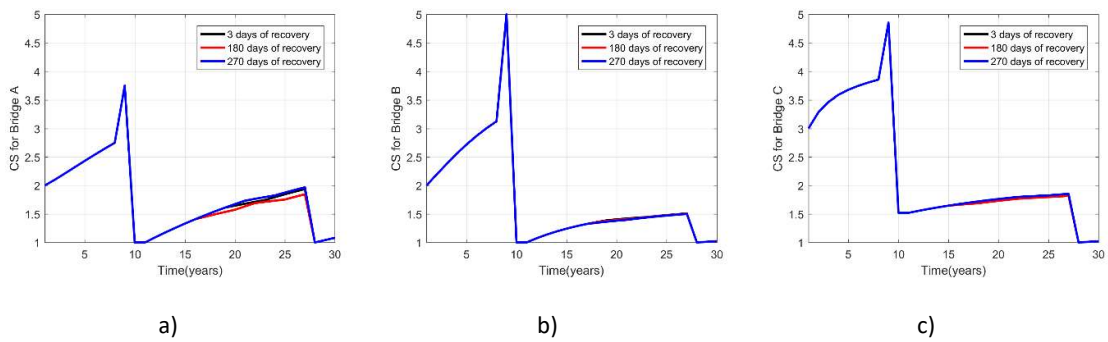 5
4.5
4
3.5
3
2.5
2
1.5
1
CS for Bridge A
5
10
15
20
25
30
Time(years)
3 days of recovery
180 days of recovery
270 days of recovery
a)
5
4.5
4
3.5
3
2.5
2
1.5
1
CS for Bridge B
5
10
15
20
25
30
Time(years)
3 days of recovery
180 days of recovery
270 days of recovery
b)
5
4.5
4
3.5
3
2.5
2
1.5
1
CS for Bridge C
5
10
15
20
25
30
Time(years)
3 days of recovery
180 days of recovery
270 days of recovery
c)